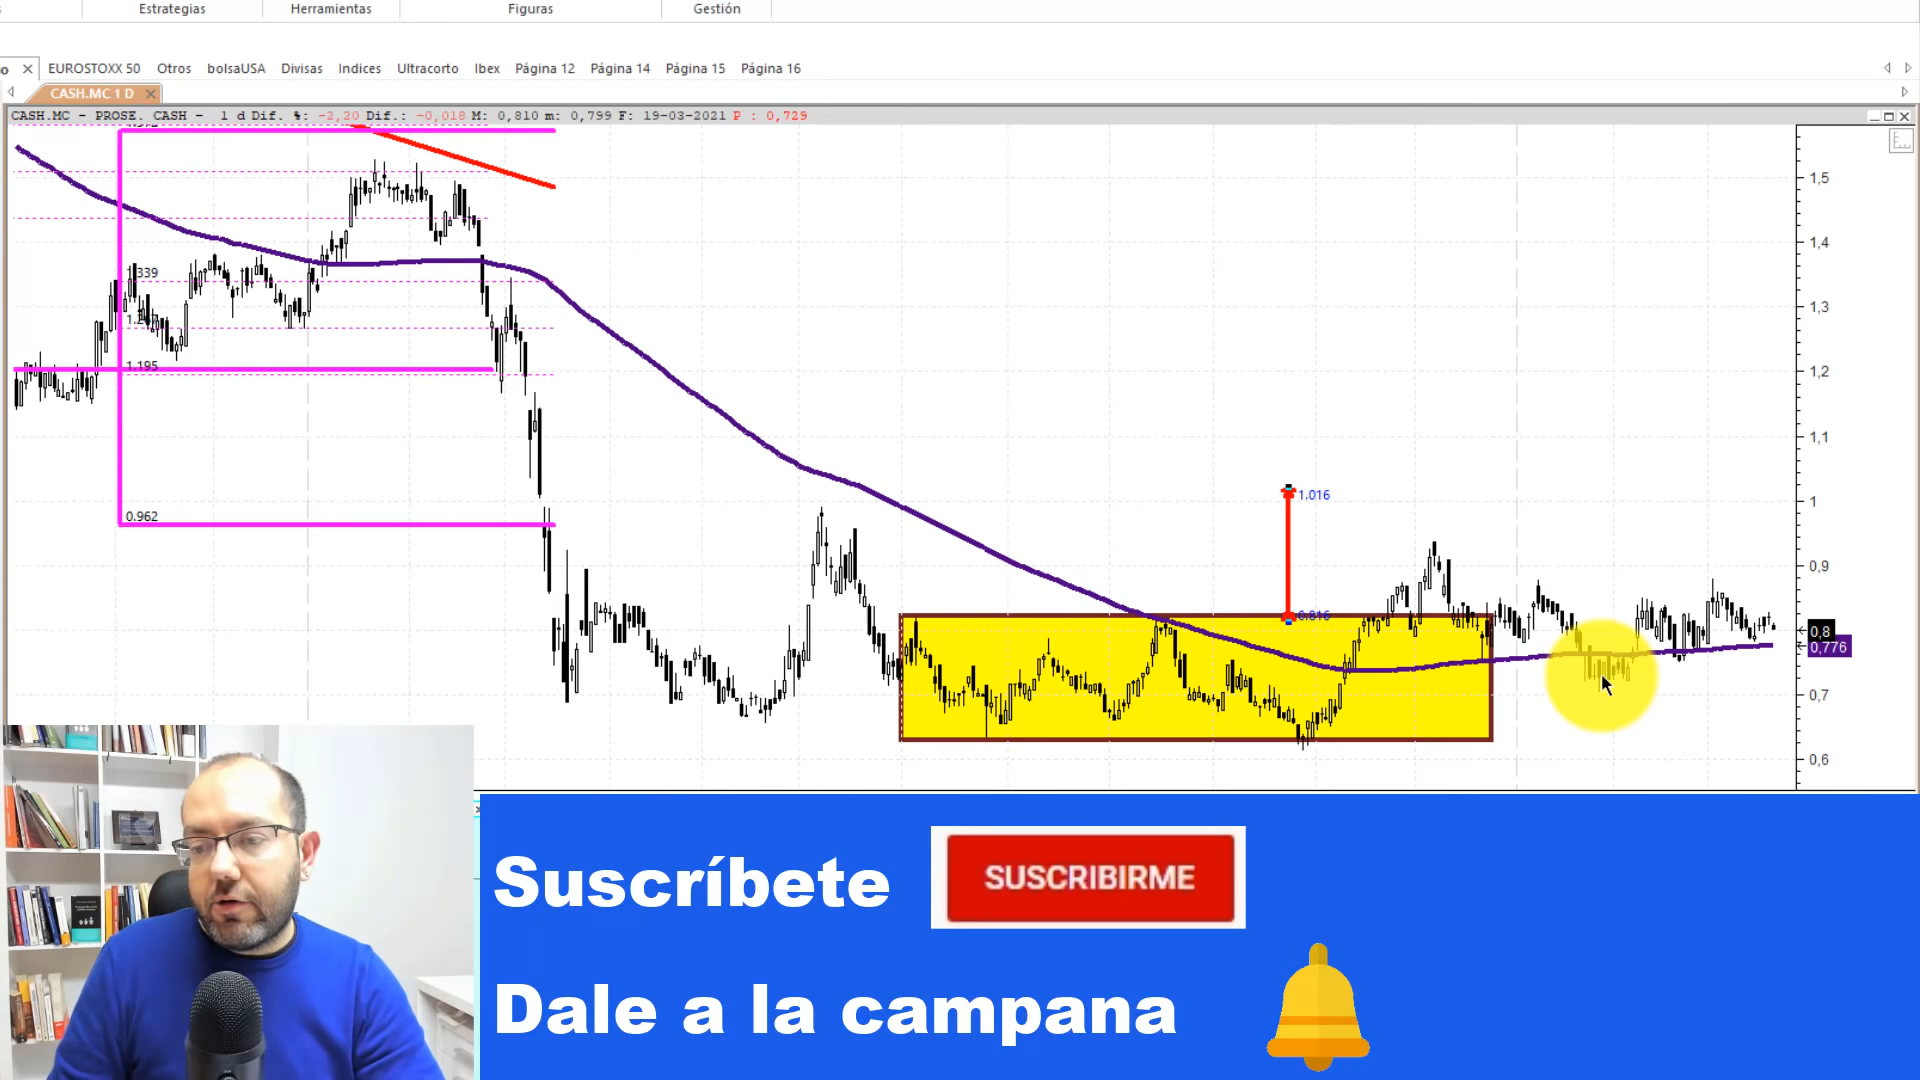 Estrategias Herramientas Figuras Gestión
o EUROSTOXX 50 Otros bolsaUSA Divisas Indices Ultracorto Ibex Página 12 Página 14 Página 15 Página 16
CASH.MC 1 D
CASH.MC - PROSE. CASH - 1 d Dif. %: -2,20 Dif.: -0,018 M: 0,810 m: 0,799 F: 19-03-2021 P : 0,729
1,5
1,4
1.339
1,3
1,2
1.195
1,1
1
1.016
0.962
0,9
0.816
0,8
0,776
0,7
0,6
Suscríbete
SUSCRIBIRME
Dale a la campana